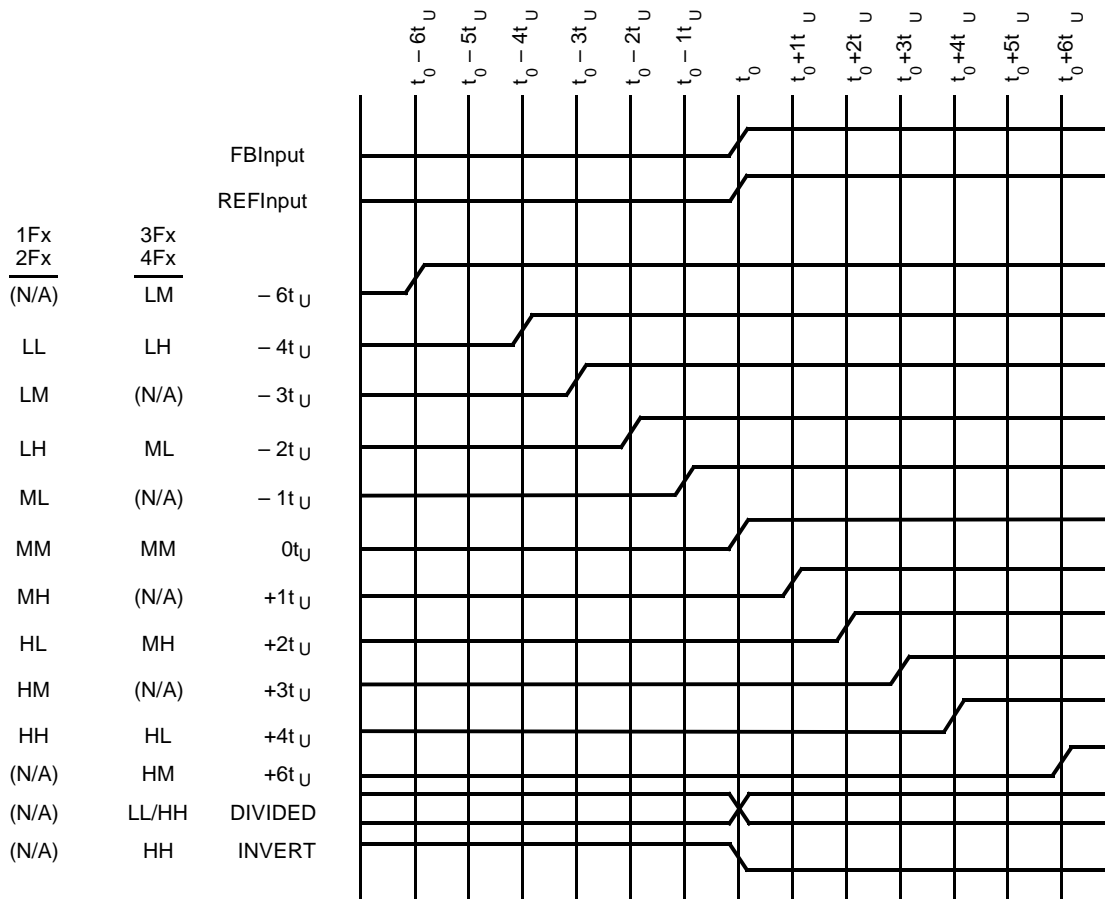 t0 – 6tU
t0 – 5tU
t0 – 4tU
t0 – 3tU
t0 – 2tU
t0 – 1tU
t0
t0+1tU
t0+2tU
t0+3tU
t0+4tU
t0+5tU
t0+6tU
FBInput
REFInput
1Fx 3Fx
2Fx 4Fx
(N/A) LM – 6tU
LL LH – 4tU
LM (N/A) – 3tU
LH ML – 2tU
ML (N/A) – 1tU
MM MM 0tU
MH (N/A) +1tU
HL MH +2tU
HM (N/A) +3tU
HH HL +4tU
(N/A) HM +6tU
(N/A) LL/HH DIVIDED
(N/A) HH INVERT